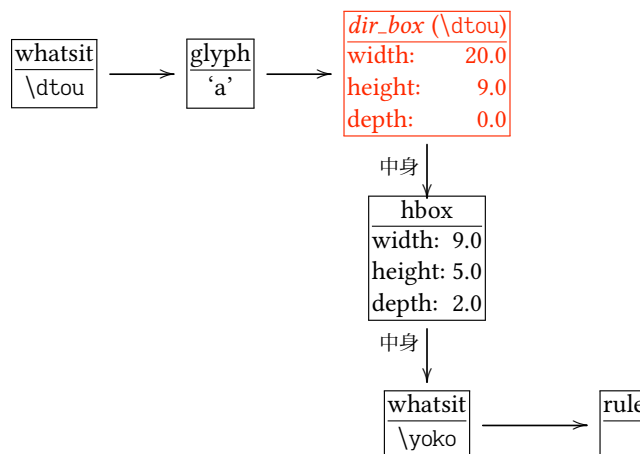 whatsit
\dtou
glyph
‘a’
dir_box (\dtou)
width: 20.0
height: 9.0
depth: 0.0
中身
hbox
width: 9.0
height: 5.0
depth: 2.0
中身
whatsit
\yoko
rule